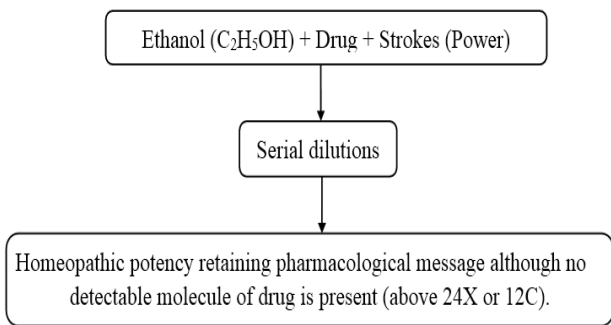 Ethanol (C₂H₅OH) + Drug + Strokes (Power)
Serial dilutions
Homeopathic potency retaining pharmacological message although no
detectable molecule of drug is present (above 24X or 12C).